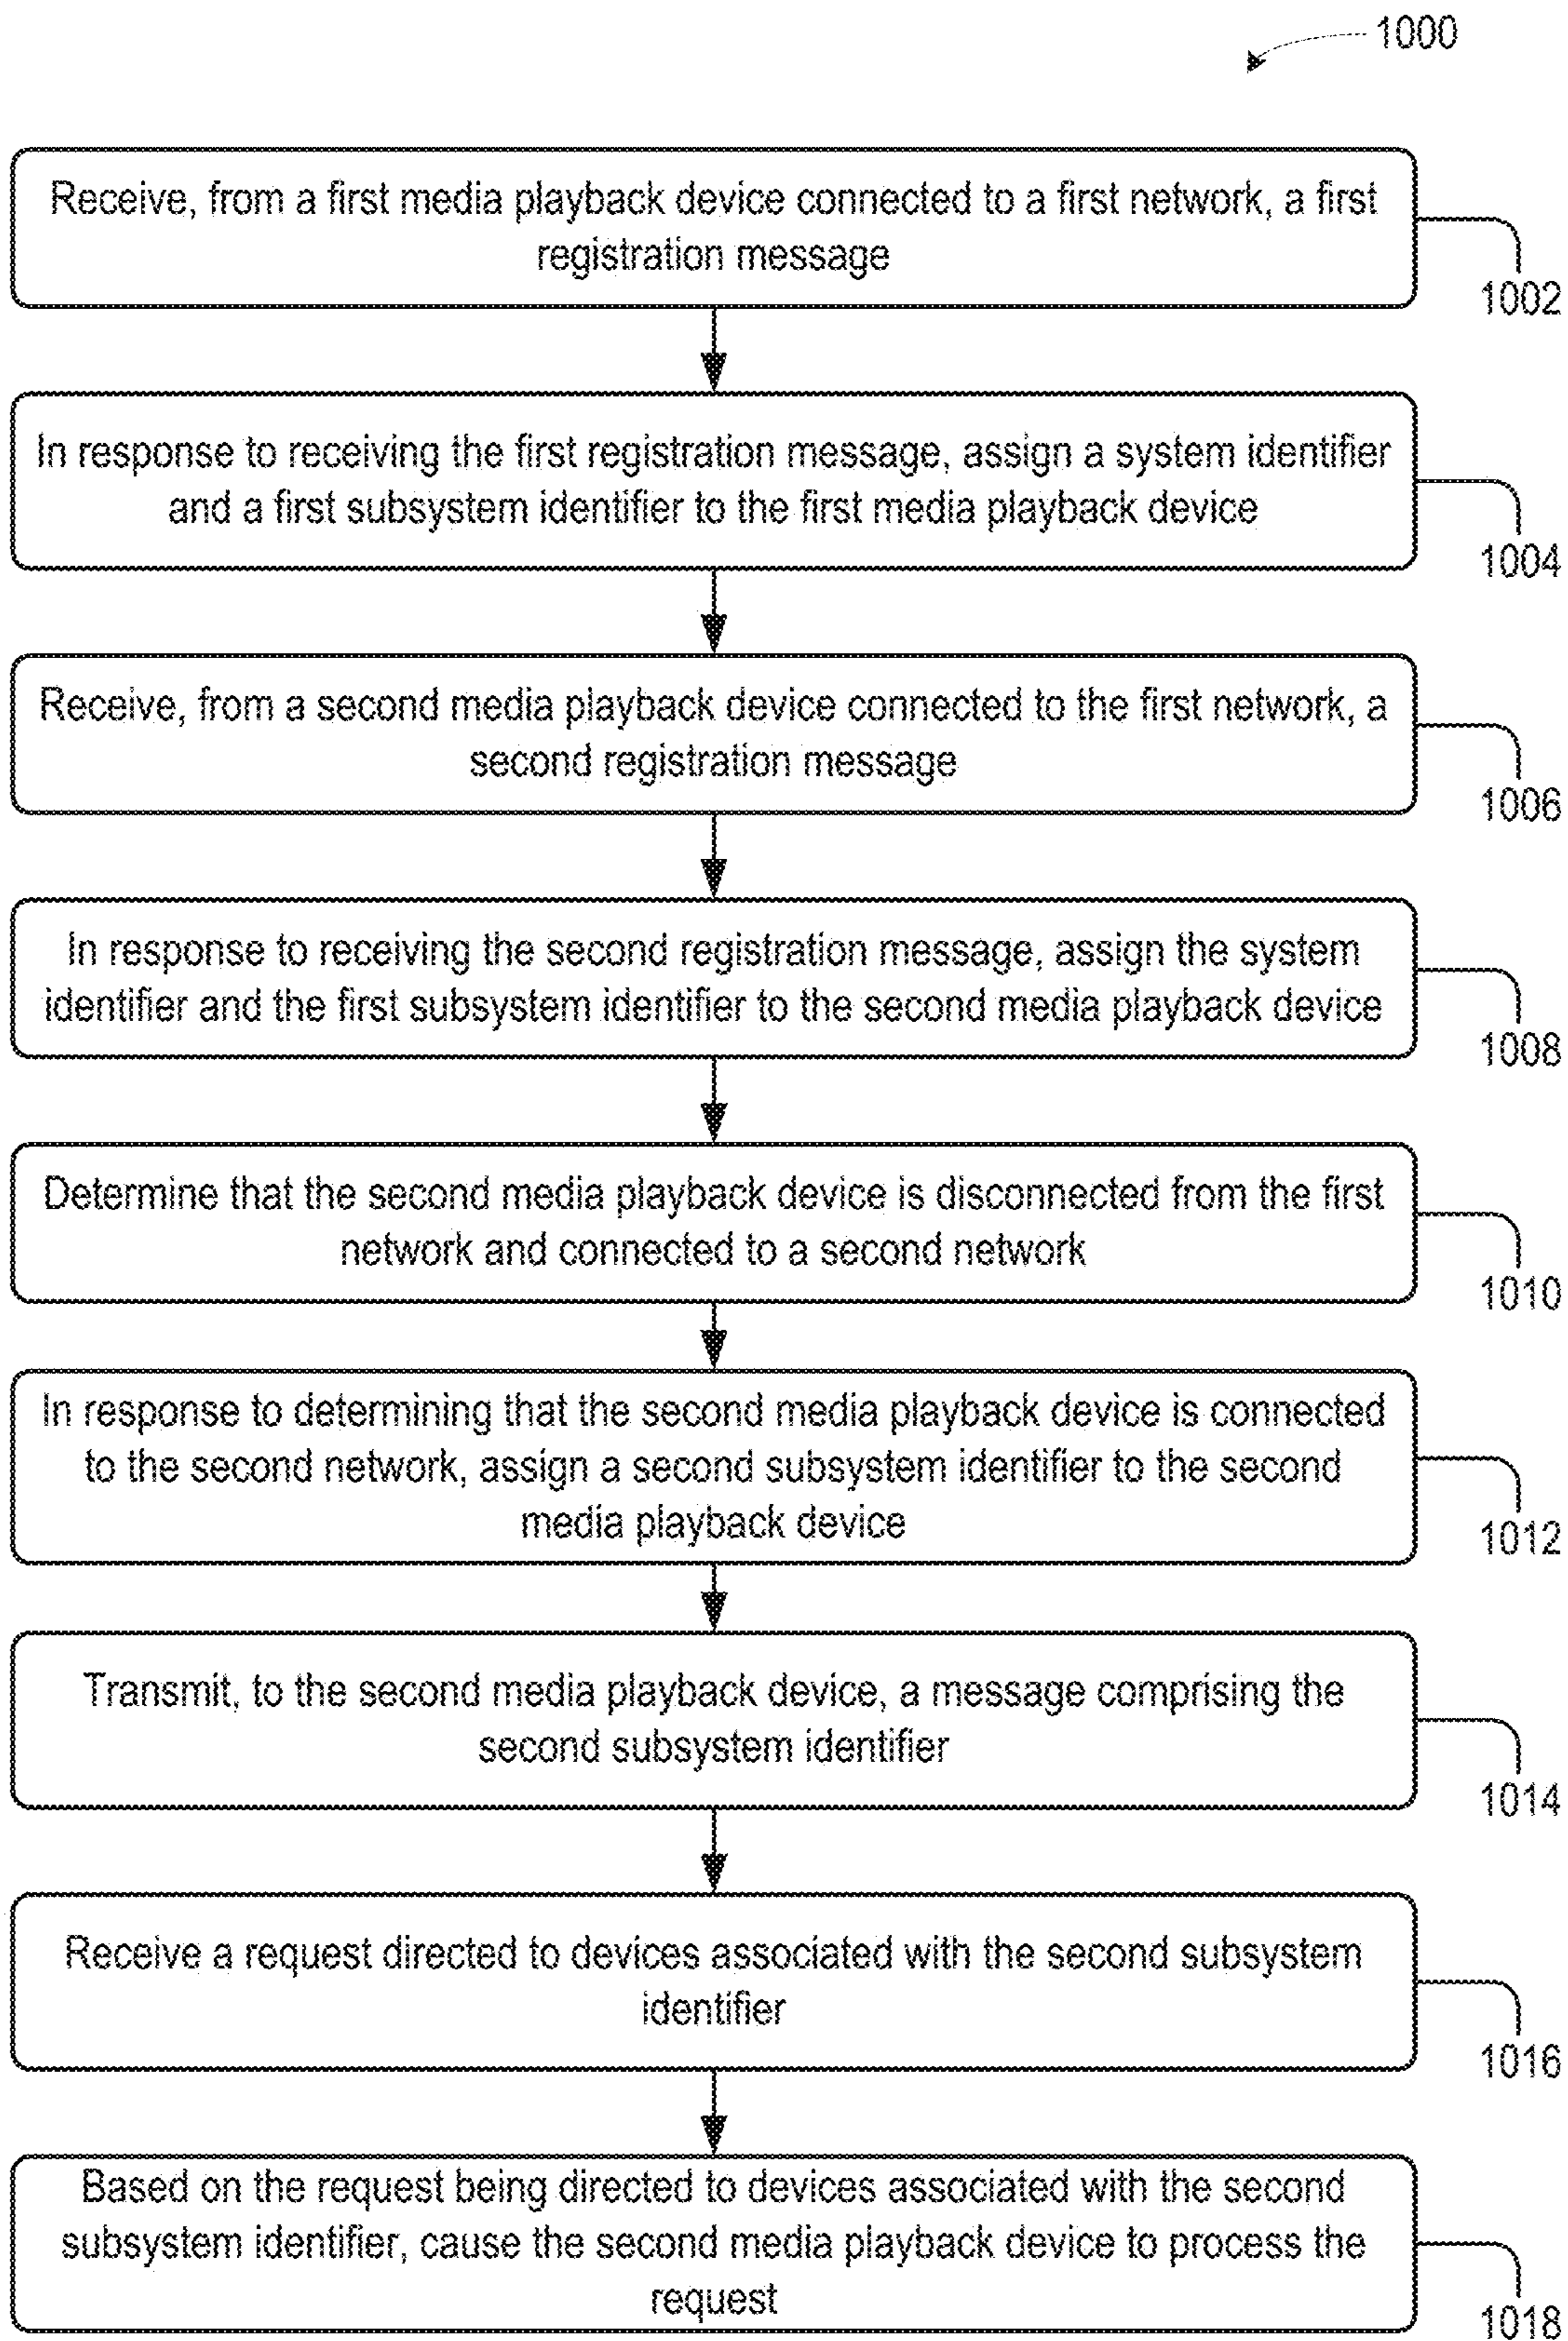 1000
Receive, from a first media playback device connected to a first network, a first
registration message
1002
In response to receiving the first registration message, assign a system identifier
and a first subsystem identifier to the first media playback device
1004
Receive, from a second media playback device connected to the first network, a
second registration message
1006
In response to receiving the second registration message, assign the system
identifier and the first subsystem identifier to the second media playback device
1008
Determine that the second media playback device is disconnected from the first
network and connected to a second network
1010
In response to determining that the second media playback device is connected
to the second network, assign a second subsystem identifier to the second
media playback device
1012
Transmit, to the second media playback device, a message comprising the
second subsystem identifier
1014
Receive a request directed to devices associated with the second subsystem
identifier
1016
Based on the request being directed to devices associated with the second
subsystem identifier, cause the second media playback device to process the
request
1018